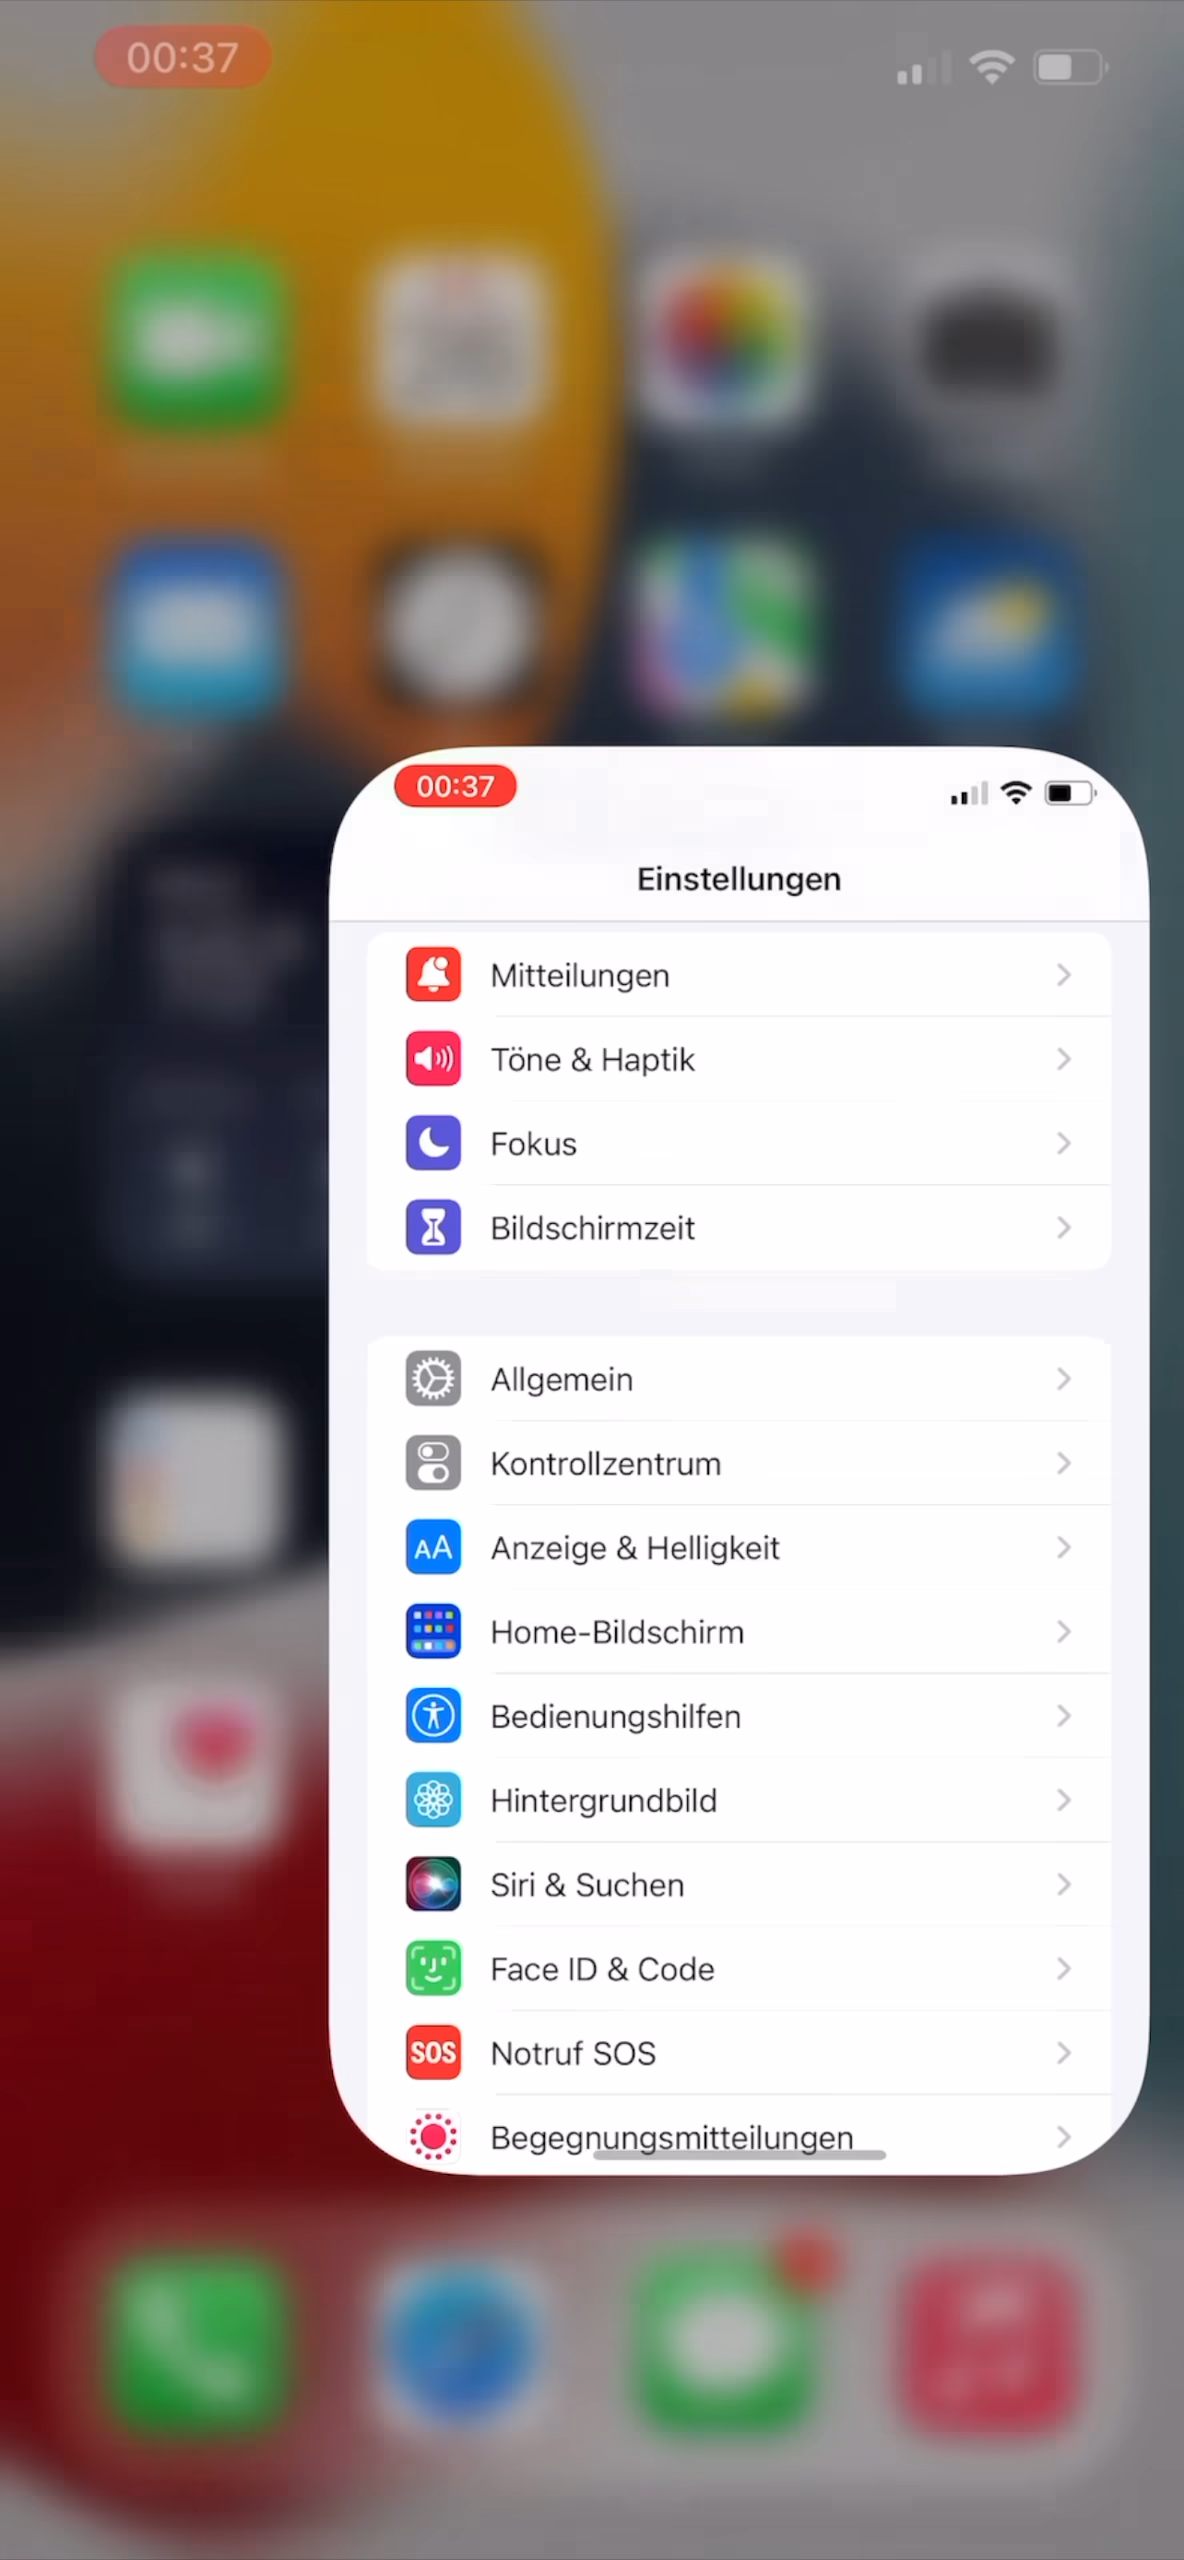 00:37
00:37
Einstellungen
Mitteilungen
Töne & Haptik
Fokus
Bildschirmzeit
Allgemein
Kontrollzentrum
AA Anzeige & Helligkeit
Home-Bildschirm
Bedienungshilfen
Hintergrundbild
Siri & Suchen
Face ID & Code
SOS Notruf SOS
Begegnungsmitteilungen